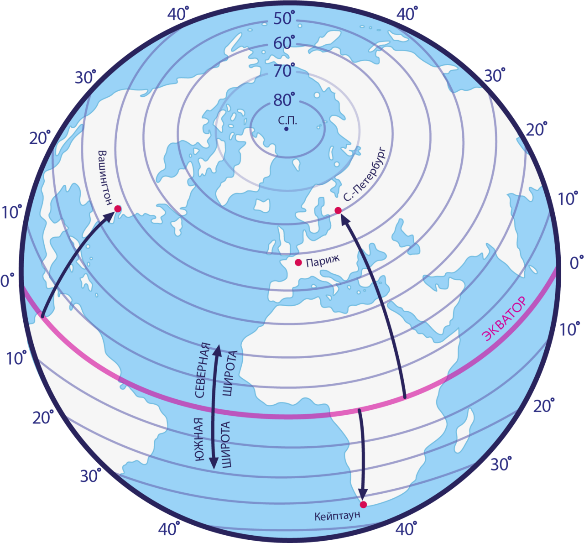 40°
50°
40°
60°
70°
30°
30°
80°
С.П.
20°
20°
Вашингтон
С.-Петербург
10°
10°
Париж
0°
0°
ЭКВАТОР
10°
10°
СЕВЕРНАЯ
ШИРОТА
ЮЖНАЯ
ШИРОТА
20°
20°
30°
30°
Кейптаун
40°
40°